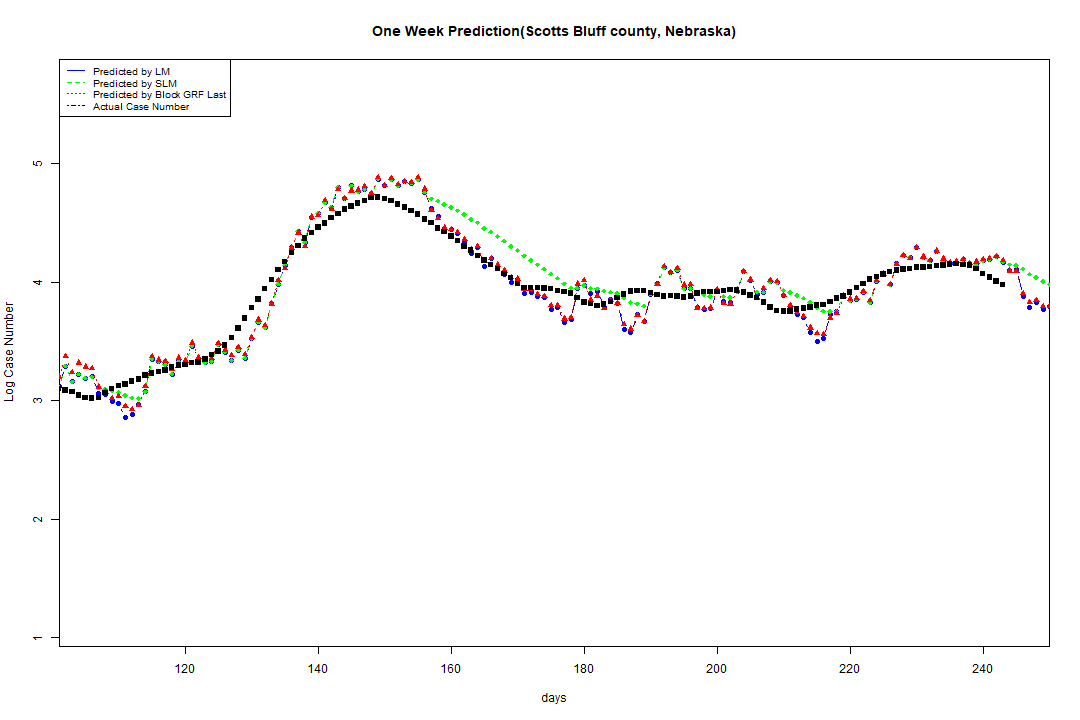 One Week Prediction(Scotts Bluff county, Nebraska)
Predicted by LM
Predicted by SLM
Predicted by Block GRF Last
Actual Case Number
5
4
3
2
1
Log Case Number
120 140 160 180 200 220 240
days